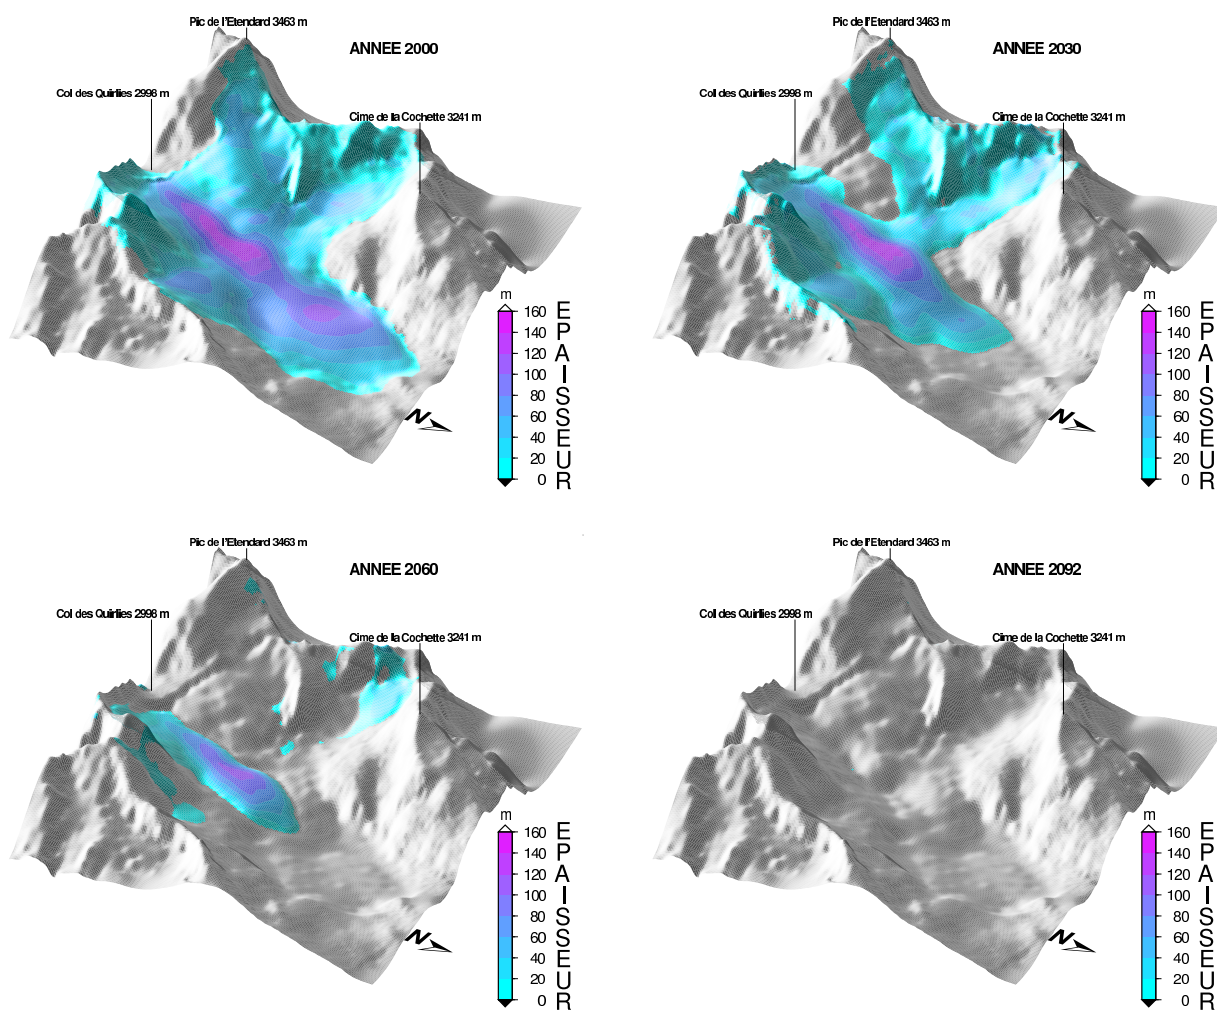 Pic de l'Etendard 3463 m
ANNEE 2000
Col des Quirlies 2998 m
Cime de la Cochette 3241 m
N
m
160
140
120
100
80
60
40
20
0
EPAISSEUR
Pic de l'Etendard 3463 m
ANNEE 2030
Col des Quirlies 2998 m
Cime de la Cochette 3241 m
N
m
160
140
120
100
80
60
40
20
0
EPAISSEUR
Pic de l'Etendard 3463 m
ANNEE 2060
Col des Quirlies 2998 m
Cime de la Cochette 3241 m
N
m
160
140
120
100
80
60
40
20
0
EPAISSEUR
Pic de l'Etendard 3463 m
ANNEE 2092
Col des Quirlies 2998 m
Cime de la Cochette 3241 m
N
m
160
140
120
100
80
60
40
20
0
EPAISSEUR